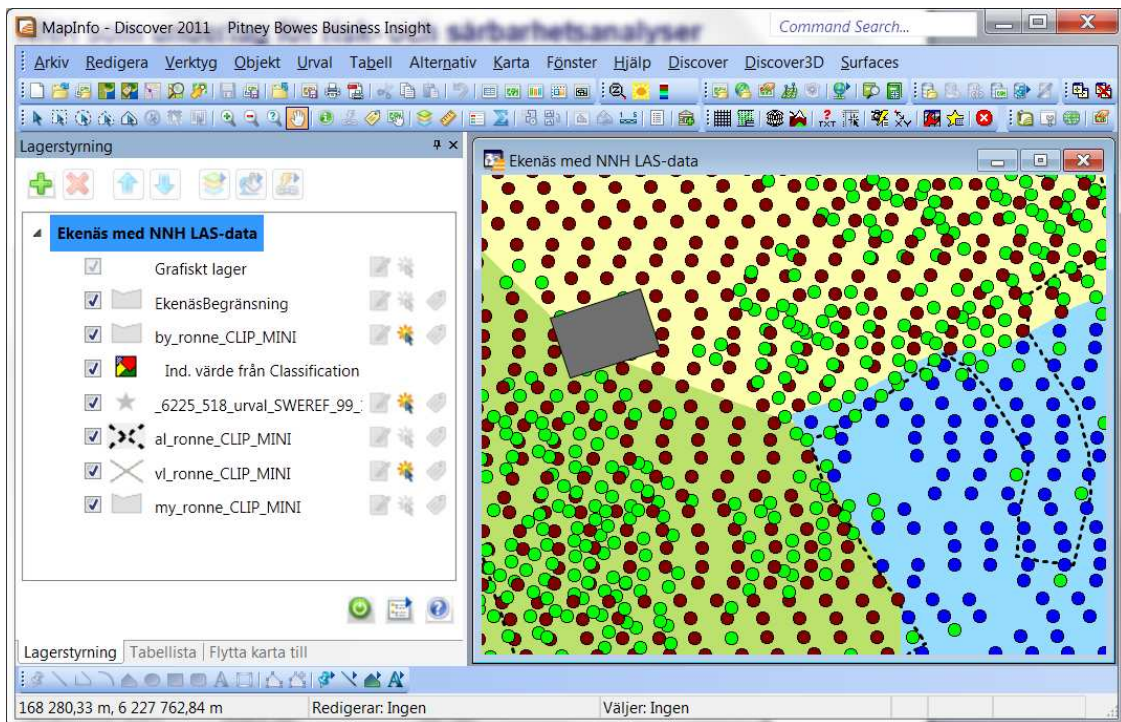 MapInfo - Discover 2011 Pitney Bowes Business Insight
sårbarhetsanalyser
Command Search...
Arkiv Redigera Verktyg Objekt Urval Tabell Alternativ Karta Fönster Hjälp Discover Discover3D Surfaces
Lagerstyrning
Ekenäs med NNH LAS-data
Ekenäs med NNH LAS-data
Grafiskt lager
EkenäsBegränsning
by_ronne_CLIP_MINI
Ind. värde från Classification
_6225_518_urval_SWEREF_99_
al_ronne_CLIP_MINI
vl_ronne_CLIP_MINI
my_ronne_CLIP_MINI
Lagerstyrning Tabellista Flytta karta till
168 280,33 m, 6 227 762,84 m Redigerar: Ingen Väljer: Ingen